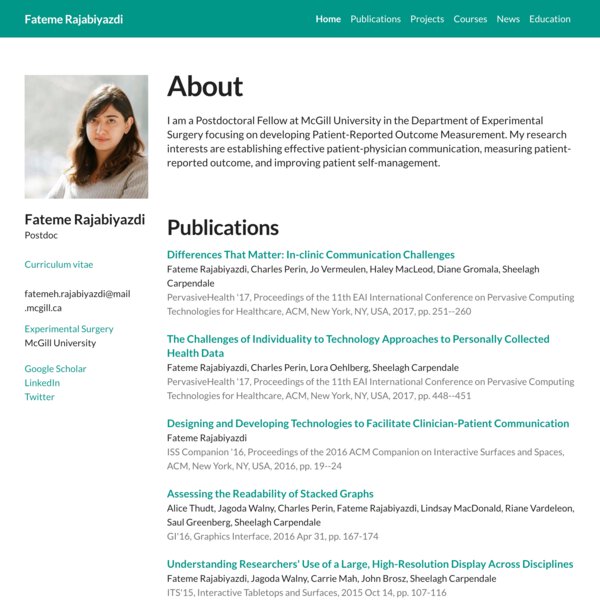 Fateme Rajabiyazdi
Home Publications Projects Courses News Education
Fateme Rajabiyazdi
Postdoc
Curriculum vitae
fatemeh.rajabiyazdi@mail
.mcgill.ca
Experimental Surgery
McGill University
Google Scholar
LinkedIn
Twitter
About
I am a Postdoctoral Fellow at McGill University in the Department of Experimental
Surgery focusing on developing Patient-Reported Outcome Measurement. My research
interests are establishing effective patient-physician communication, measuring patient-
reported outcome, and improving patient self-management.
Publications
Differences That Matter: In-clinic Communication Challenges
Fateme Rajabiyazdi, Charles Perin, Jo Vermeulen, Haley MacLeod, Diane Gromala, Sheelagh
Carpendale
PervasiveHealth '17, Proceedings of the 11th EAI International Conference on Pervasive Computing
Technologies for Healthcare, ACM, New York, NY, USA, 2017, pp. 251--260
The Challenges of Individuality to Technology Approaches to Personally Collected
Health Data
Fateme Rajabiyazdi, Charles Perin, Lora Oehlberg, Sheelagh Carpendale
PervasiveHealth '17, Proceedings of the 11th EAI International Conference on Pervasive Computing
Technologies for Healthcare, ACM, New York, NY, USA, 2017, pp. 448--451
Designing and Developing Technologies to Facilitate Clinician-Patient Communication
Fateme Rajabiyazdi
ISS Companion '16, Proceedings of the 2016 ACM Companion on Interactive Surfaces and Spaces,
ACM, New York, NY, USA, 2016, pp. 19--24
Assessing the Readability of Stacked Graphs
Alice Thudt, Jagoda Walny, Charles Perin, Fateme Rajabiyazdi, Lindsay MacDonald, Riane Vardeleon,
Saul Greenberg, Sheelagh Carpendale
GI'16, Graphics Interface, 2016 Apr 31, pp. 167-174
Understanding Researchers' Use of a Large, High-Resolution Display Across Disciplines
Fateme Rajabiyazdi, Jagoda Walny, Carrie Mah, John Brosz, Sheelagh Carpendale
ITS'15, Interactive Tabletops and Surfaces, 2015 Oct 14, pp. 107-116